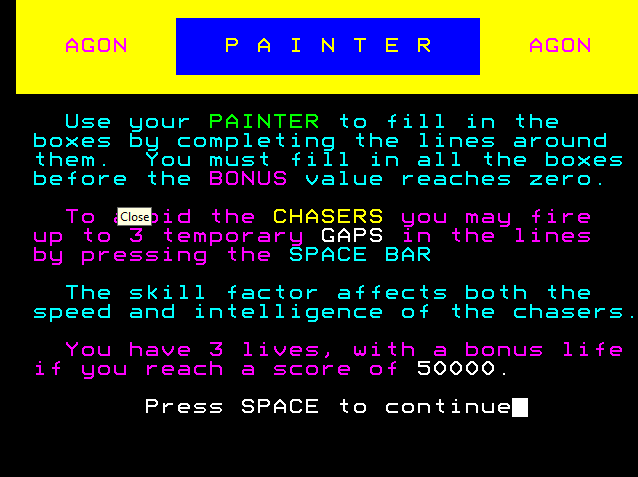 AGON PAINTER AGON
Use your PAINTER to fill in the
boxes by completing the lines around
them. You must fill in all the boxes
before the BONUS value reaches zero.
To Close id the CHASERS you may fire
up to 3 temporary GAPS in the lines
by pressing the SPACE BAR
The skill factor affects both the
speed and intelligence of the chasers.
You have 3 lives, with a bonus life
if you reach a score of 50000.
Press SPACE to continue